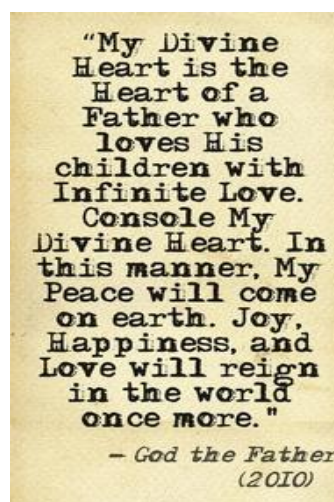 “My Divine
Heart is the
Heart of a
Father who
loves His
children with
Infinite Love.
Console My
Divine Heart. In
this manner, My
Peace will come
on earth. Joy,
Happiness, and
Love will reign
in the world
once more."
– God the Father
(2010)